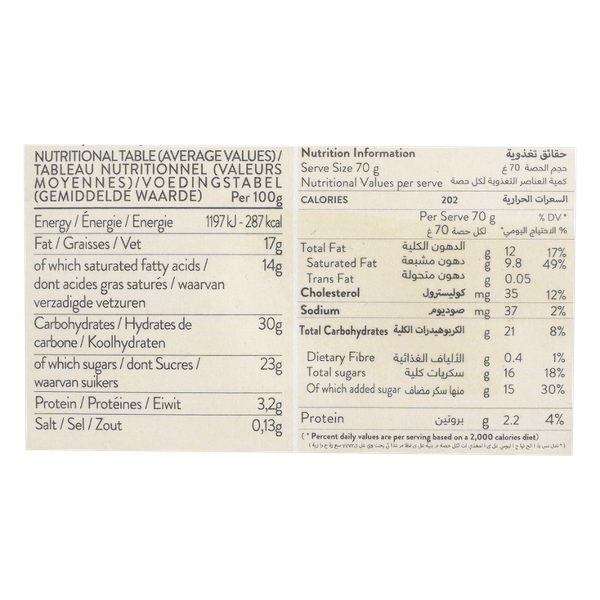 NUTRITIONAL TABLE (AVERAGE VALUES) /
TABLEAU NUTRITIONNEL (VALEURS
MOYENNES) / VOEDINGSTABEL
(GEMIDDELDE WAARDE) Per 100g
Energy / Énergie / Energie 1197 kJ - 287 kcal
Fat / Graisses / Vet 17g
of which saturated fatty acids / 14g
dont acides gras saturés / waarvan
verzadigde vetzuren
Carbohydrates / Hydrates de 30g
carbone / Koolhydraten
of which sugars / dont Sucres / 23g
waarvan suikers
Protein / Protéines / Eiwit 3,2g
Salt / Sel / Zout 0,13g
Nutrition Information حقائق تغذوية
Serve Size 70 g حجم الحصة 70 غ
Nutritional Values per serve كمية العناصر التغذوية لكل حصة
CALORIES 202 السعرات الحرارية
Per Serve 70 g % DV *
لكل حصة 70 غ % الاحتياج اليومي*
Total Fat الدهون الكلية g 12 17%
Saturated Fat دهون مشبعة g 9.8 49%
Trans Fat دهون متحولة g 0.05
Cholesterol كوليسترول mg 35 12%
Sodium صوديوم mg 37 2%
Total Carbohydrates الكربوهيدرات الكلية g 21 8%
Dietary Fibre الألياف الغذائية g 0.4 1%
Total sugars سكريات كلية g 16 18%
Of which added sugar منها سكر مضاف g 15 30%
Protein بروتين g 2.2 4%
( * Percent daily values are per serving based on a 2,000 calories diet)